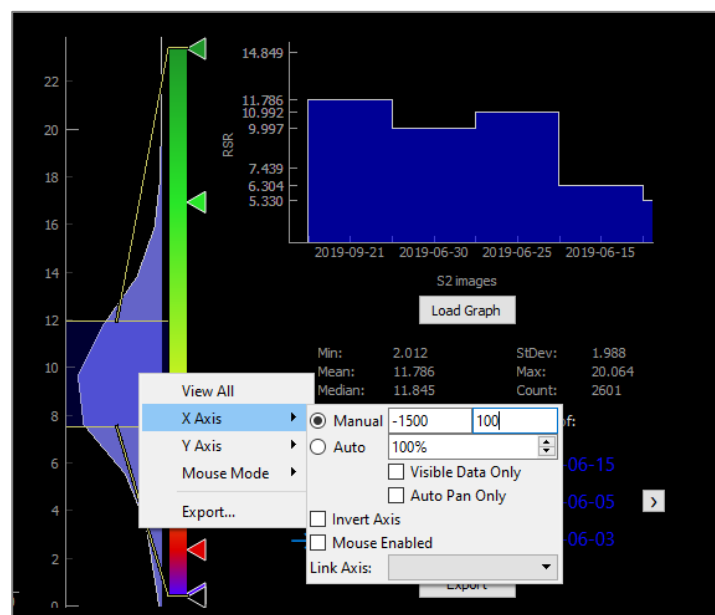 22
20
18
16
14
12
10
8
6
4
2
0
14.849
11.786
10.992
9.997
7.439
6.304
5.330
RSR
2019-09-21 2019-06-30 2019-06-25 2019-06-15
S2 images
Load Graph
Min: 2.012 StDev: 1.988
Mean: 11.786 Max: 20.064
Median: 11.845 Count: 2601
View All
X Axis
Y Axis
Mouse Mode
Export...
Manual -1500 100
Auto 100%
Visible Data Only
Auto Pan Only
Invert Axis
Mouse Enabled
Link Axis:
of:
06-15
06-05
06-03